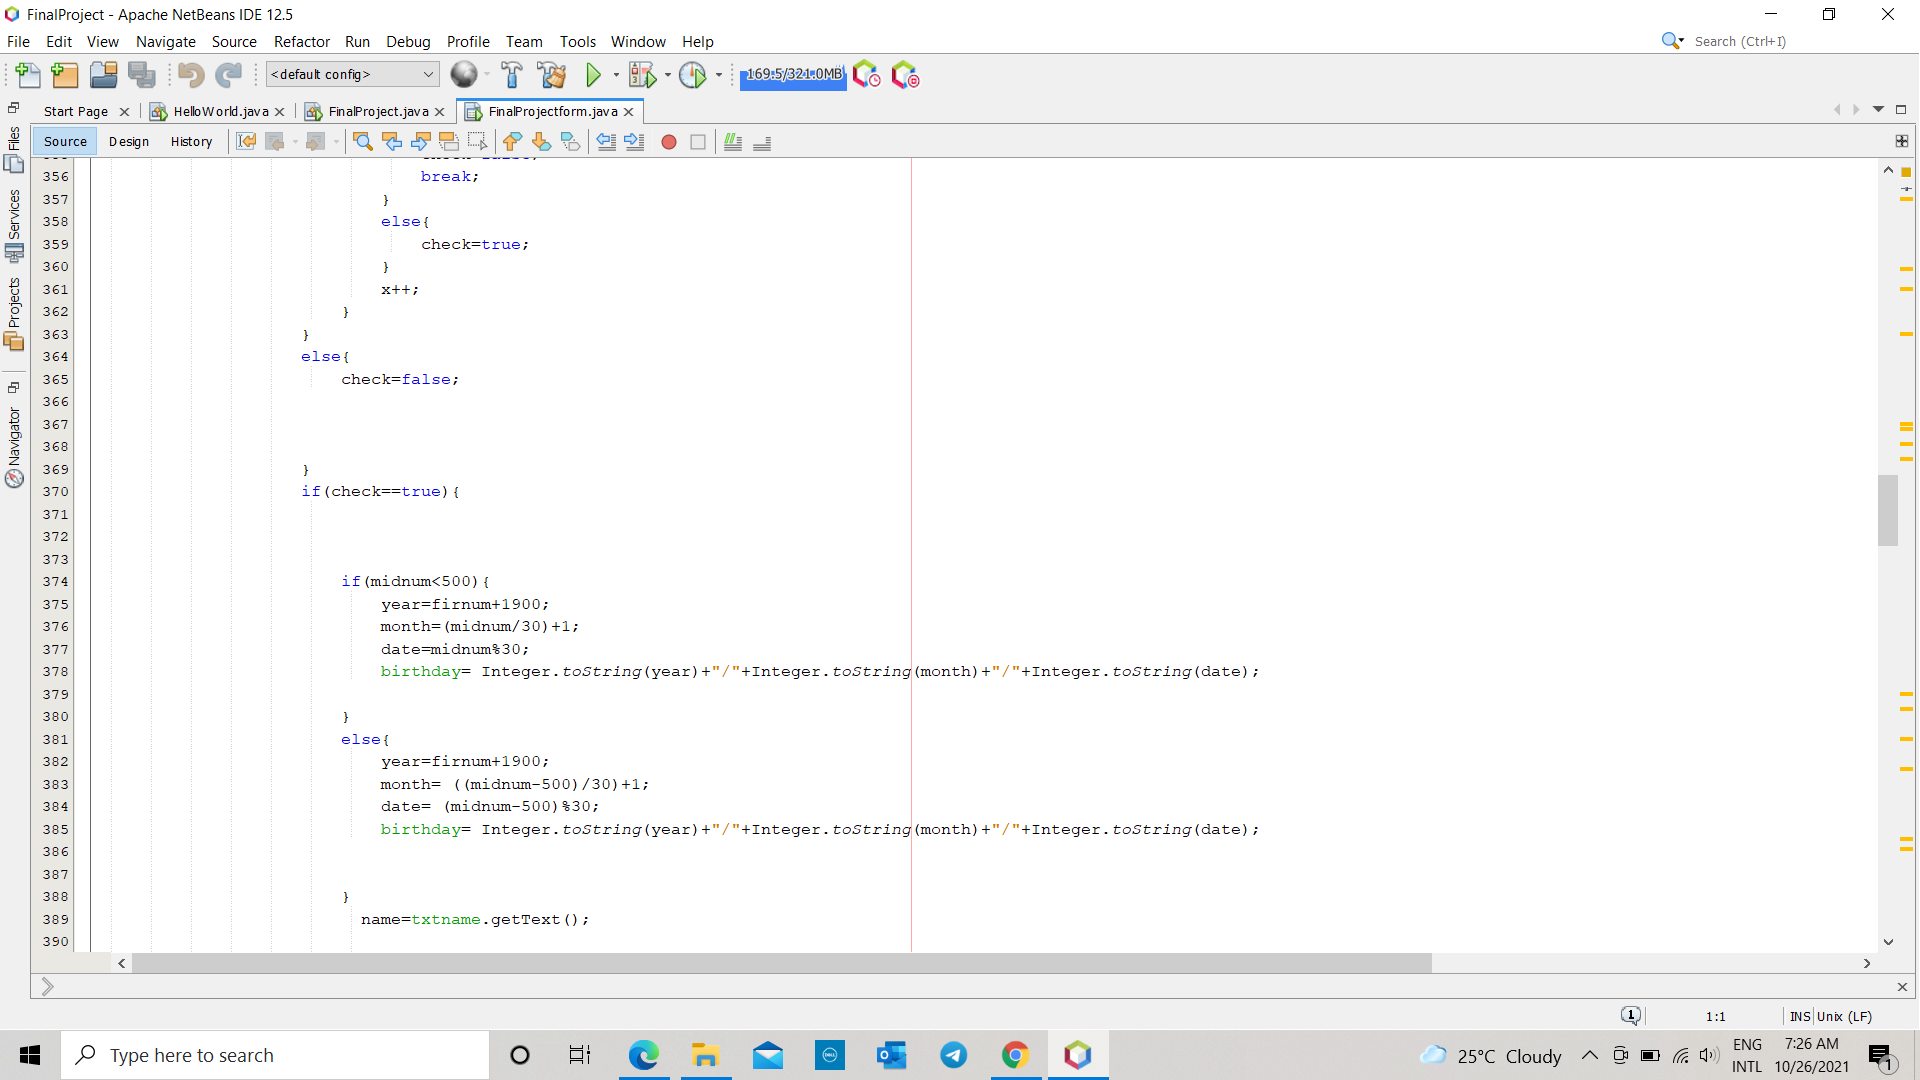 FinalProject - Apache NetBeans IDE 12.5
File Edit View Navigate Source Refactor Run Debug Profile Team Tools Window Help
Search (Ctrl+I)
<default config>
169.5/321.0MB
Start Page
HelloWorld.java
FinalProject.java
FinalProjectform.java
Source Design History
Files
Services
Projects
Navigator
356 break;
357 }
358 else{
359 check=true;
360 }
361 x++;
362 }
363 }
364 else{
365 check=false;
366
367
368
369 }
370 if(check==true){
371
372
373
374 if(midnum<500){
375 year=firnum+1900;
376 month=(midnum/30)+1;
377 date=midnum%30;
378 birthday= Integer.toString(year)+"/"+Integer.toString(month)+"/"+Integer.toString(date);
379
380 }
381 else{
382 year=firnum+1900;
383 month= ((midnum-500)/30)+1;
384 date= (midnum-500)%30;
385 birthday= Integer.toString(year)+"/"+Integer.toString(month)+"/"+Integer.toString(date);
386
387
388 }
389 name=txtname.getText();
390
1 1:1 INS Unix (LF)
Type here to search
25°C Cloudy
ENG
INTL
7:26 AM
10/26/2021
1